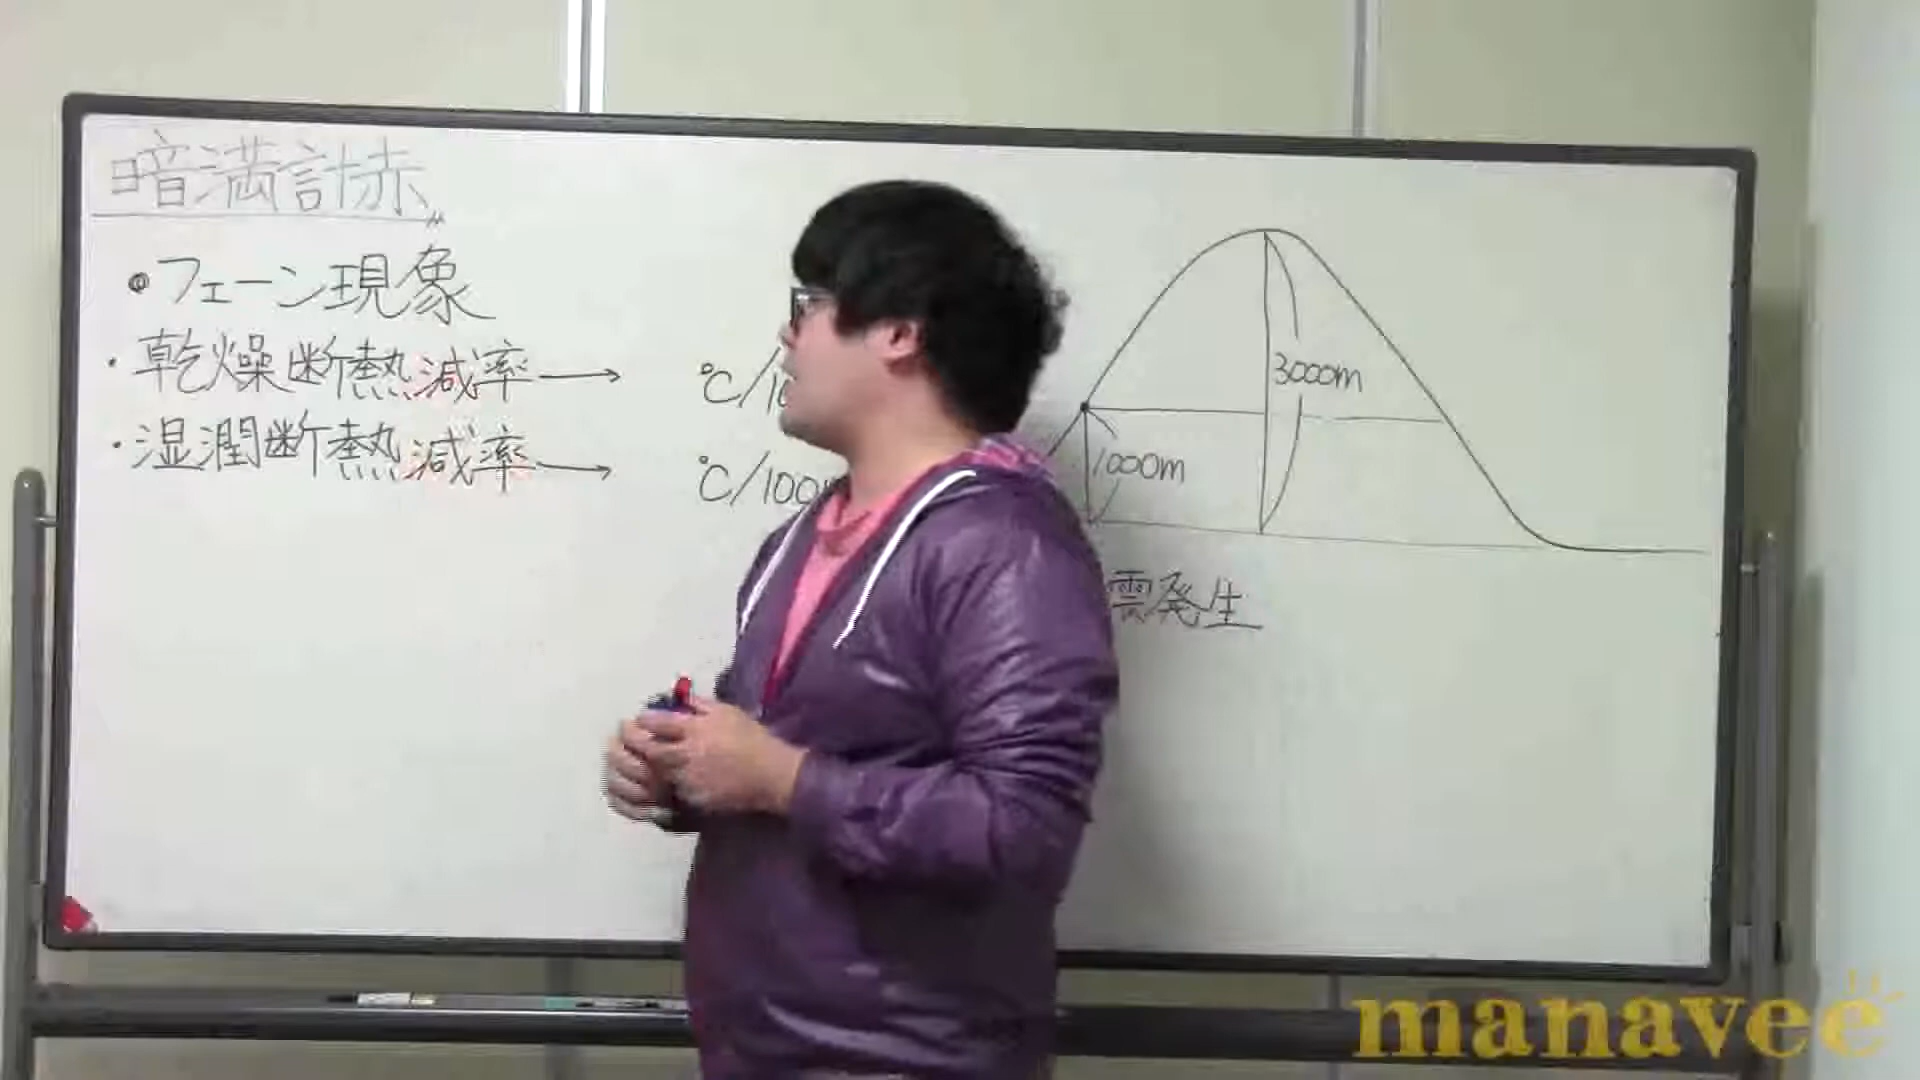 暗満計赤〃
フェーン現象
・乾燥断熱減率→ ℃/10
・湿潤断熱減率→ ℃/100
3000m
1000m
雲発生
manavee